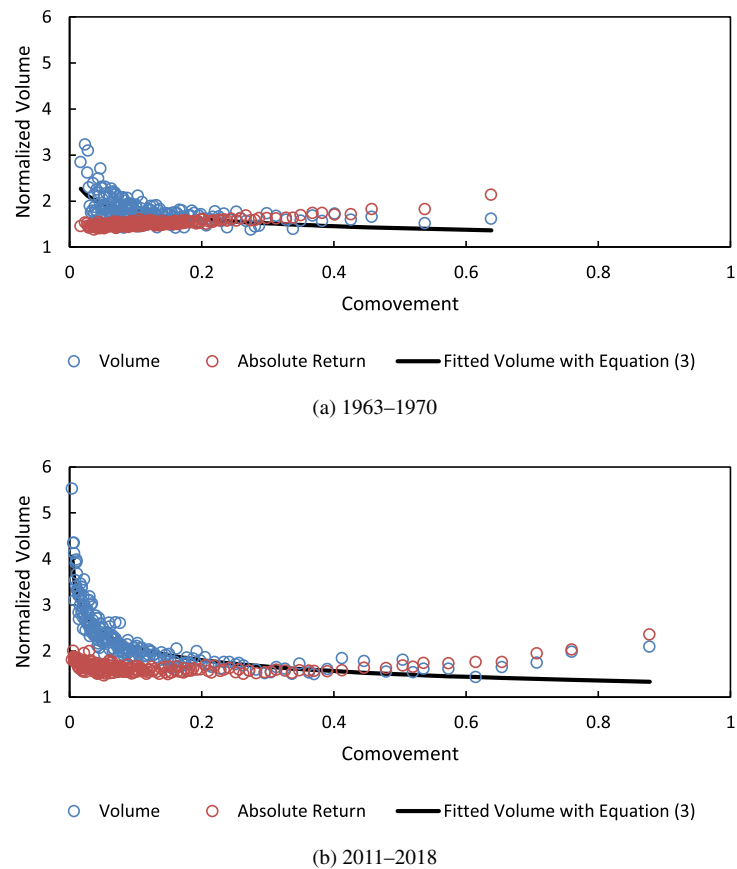 6
5
4
3
2
1
Normalized Volume
0
0.2
0.4
0.6
0.8
1
Comovement
Volume
Absolute Return
Fitted Volume with Equation (3)
(a) 1963–1970
6
5
4
3
2
1
Normalized Volume
0
0.2
0.4
0.6
0.8
1
Comovement
Volume
Absolute Return
Fitted Volume with Equation (3)
(b) 2011–2018